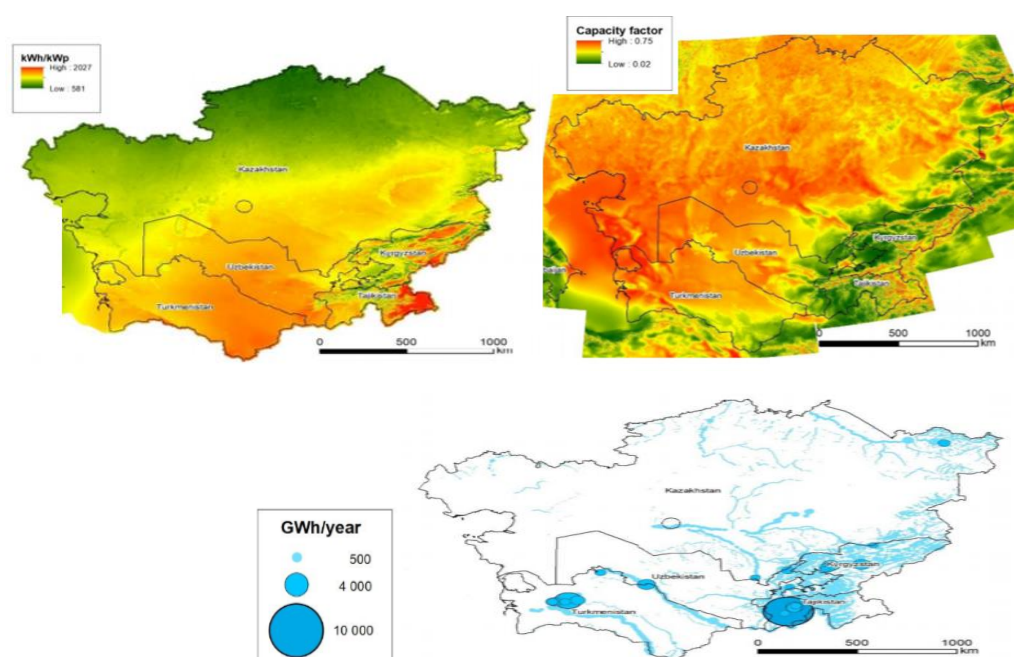 kWh/kWp
High : 2027
Low : 581
Kazakhstan
Uzbekistan
Kyrgyzstan
Turkmenistan
Tajikistan
0 500 1000
km
Capacity factor
High : 0.75
Low : 0.02
Kazakhstan
Uzbekistan
Kyrgyzstan
Turkmenistan
Tajikistan
0 500 1000
km
GWh/year
500
4 000
10 000
Kazakhstan
Uzbekistan
Kyrgyzstan
Turkmenistan
Tajikistan
0 500 1000
km